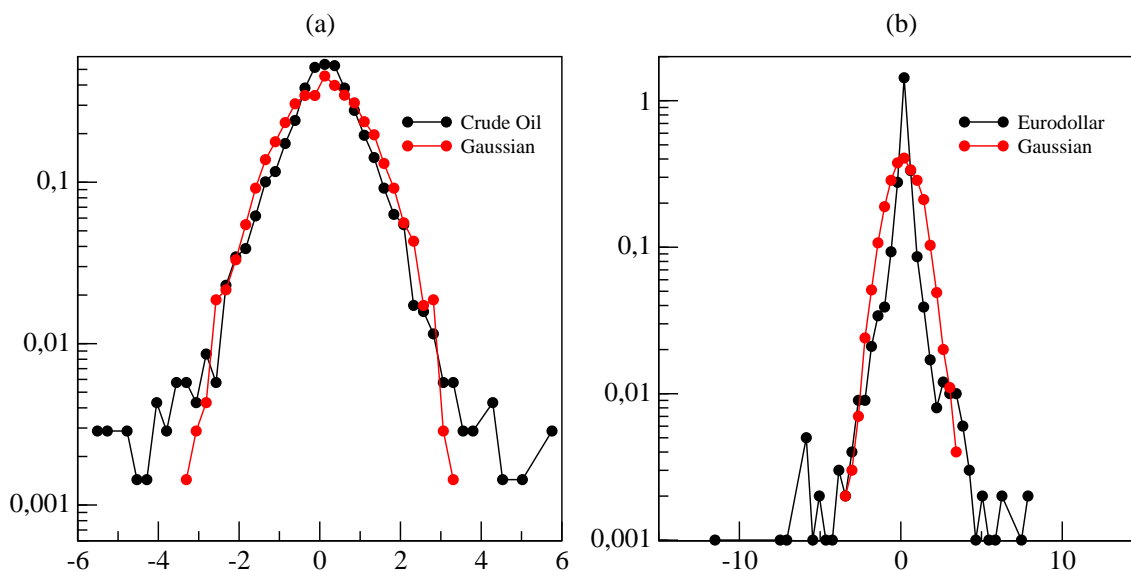 (a)
Crude Oil
Gaussian
0,1
0,01
0,001
-6 -4 -2 0 2 4 6
(b)
Eurodollar
Gaussian
1
0,1
0,01
0,001
-10 0 10